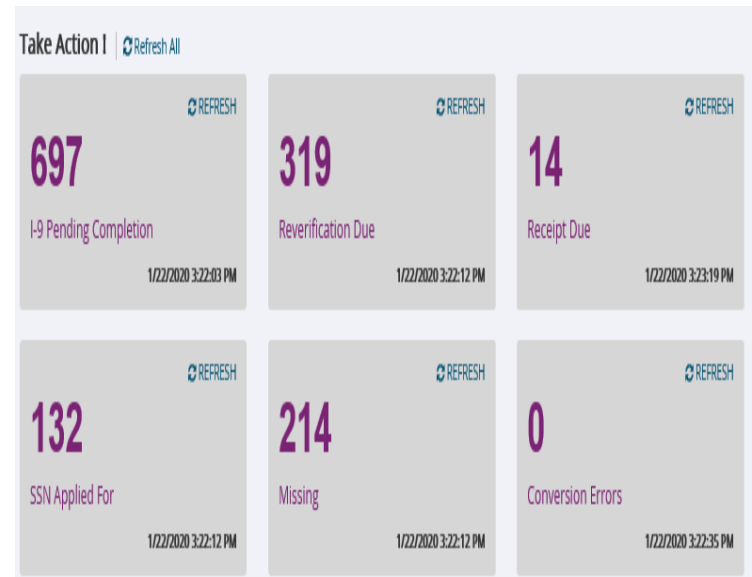 Take Action ! Refresh All
REFRESH
697
I-9 Pending Completion
1/22/2020 3:22:03 PM
REFRESH
319
Reverification Due
1/22/2020 3:22:12 PM
REFRESH
14
Receipt Due
1/22/2020 3:23:19 PM
REFRESH
132
SSN Applied For
1/22/2020 3:22:12 PM
REFRESH
214
Missing
1/22/2020 3:22:12 PM
REFRESH
0
Conversion Errors
1/22/2020 3:22:35 PM